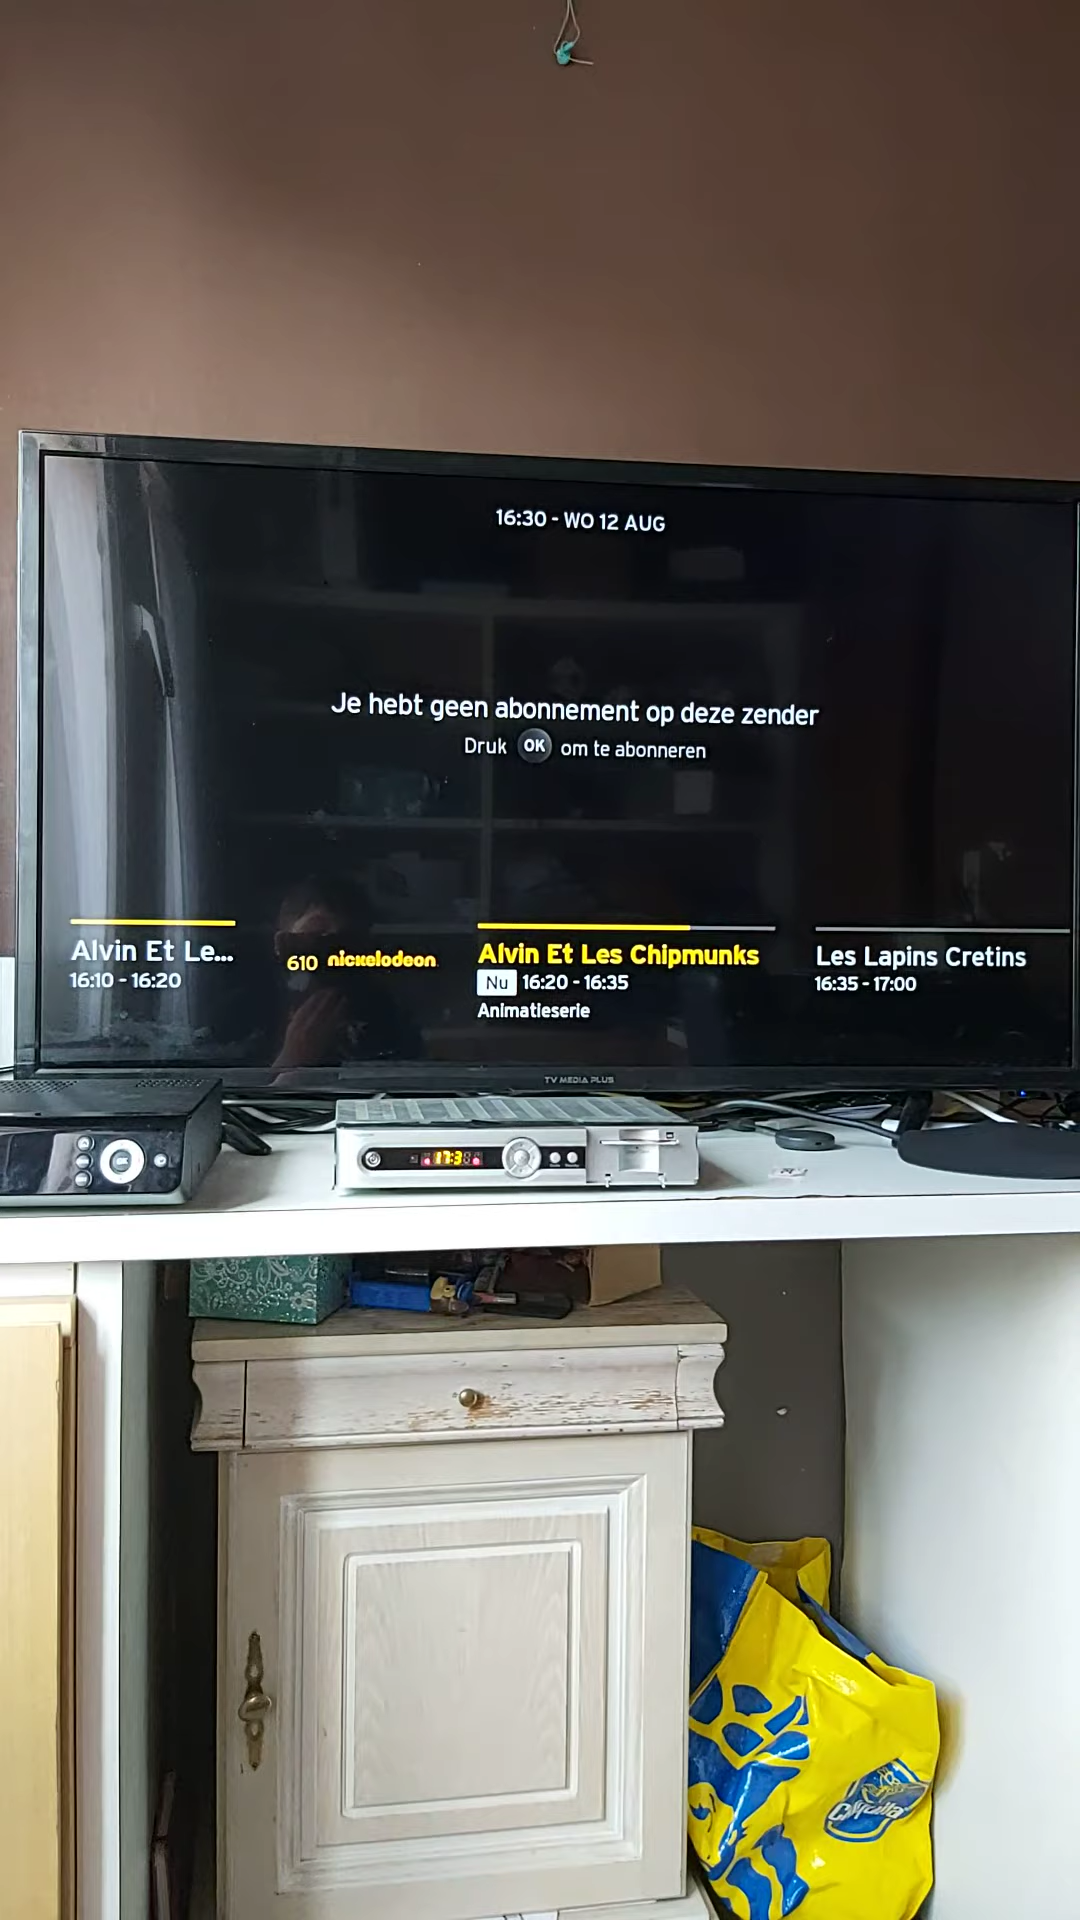 16:30 - WO 12 AUG
Je hebt geen abonnement op deze zender
Druk OK om te abonneren
Alvin Et Le...
16:10 - 16:20
610 nickelodeon
Alvin Et Les Chipmunks
Nu 16:20 - 16:35
Animatieserie
Les Lapins Cretins
16:35 - 17:00
TV MEDIA PLUS
17:3
Chiquita